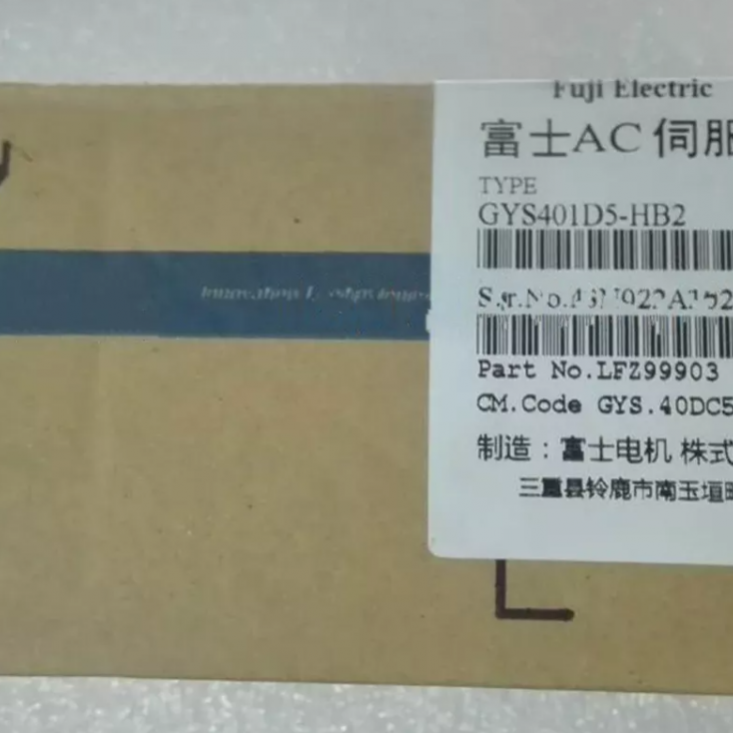 Fuji Electric
富士AC 伺服
TYPE
GYS401D5-HB2
Part No.LFZ99903
CM.Code GYS.40DC5
制造：富士电机 株式
三重县铃鹿市南玉垣町